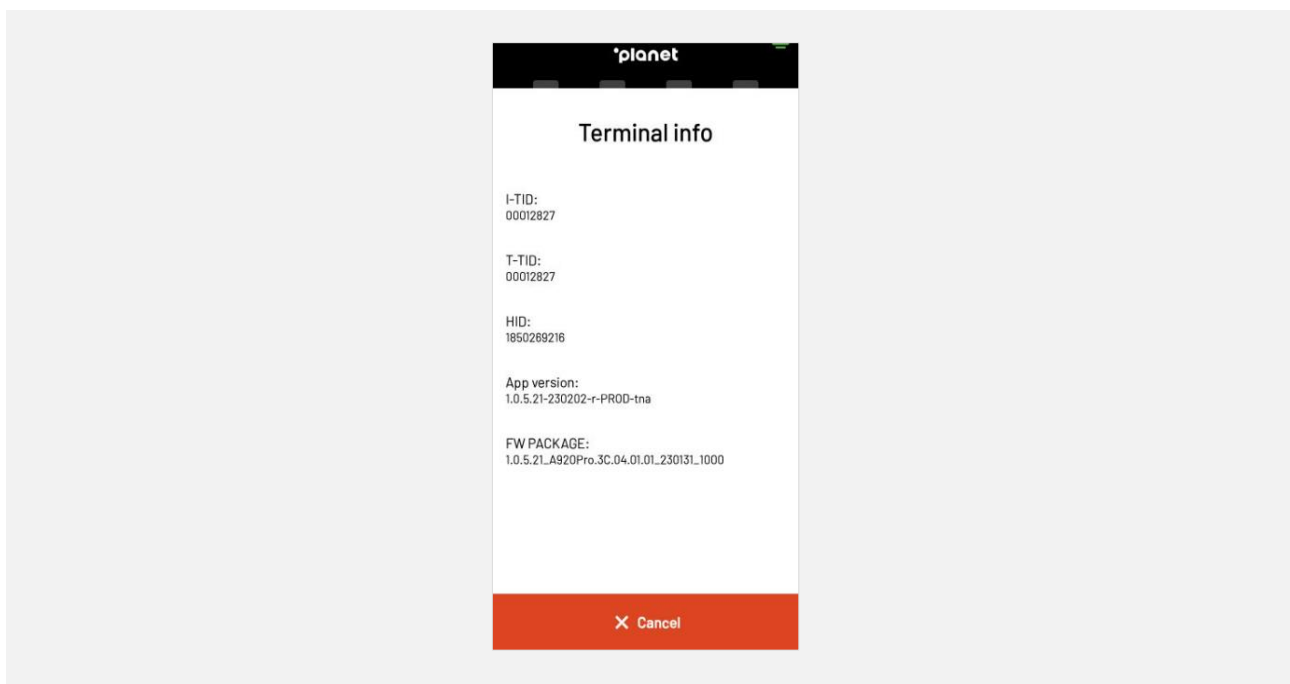 planet
Terminal info
I-TID:
00012827
T-TID:
00012827
HID:
1850269216
App version:
1.0.5.21-230202-r-PROD-tna
FW PACKAGE:
1.0.5.21_A920Pro.3C.04.01.01_230131_1000
Cancel